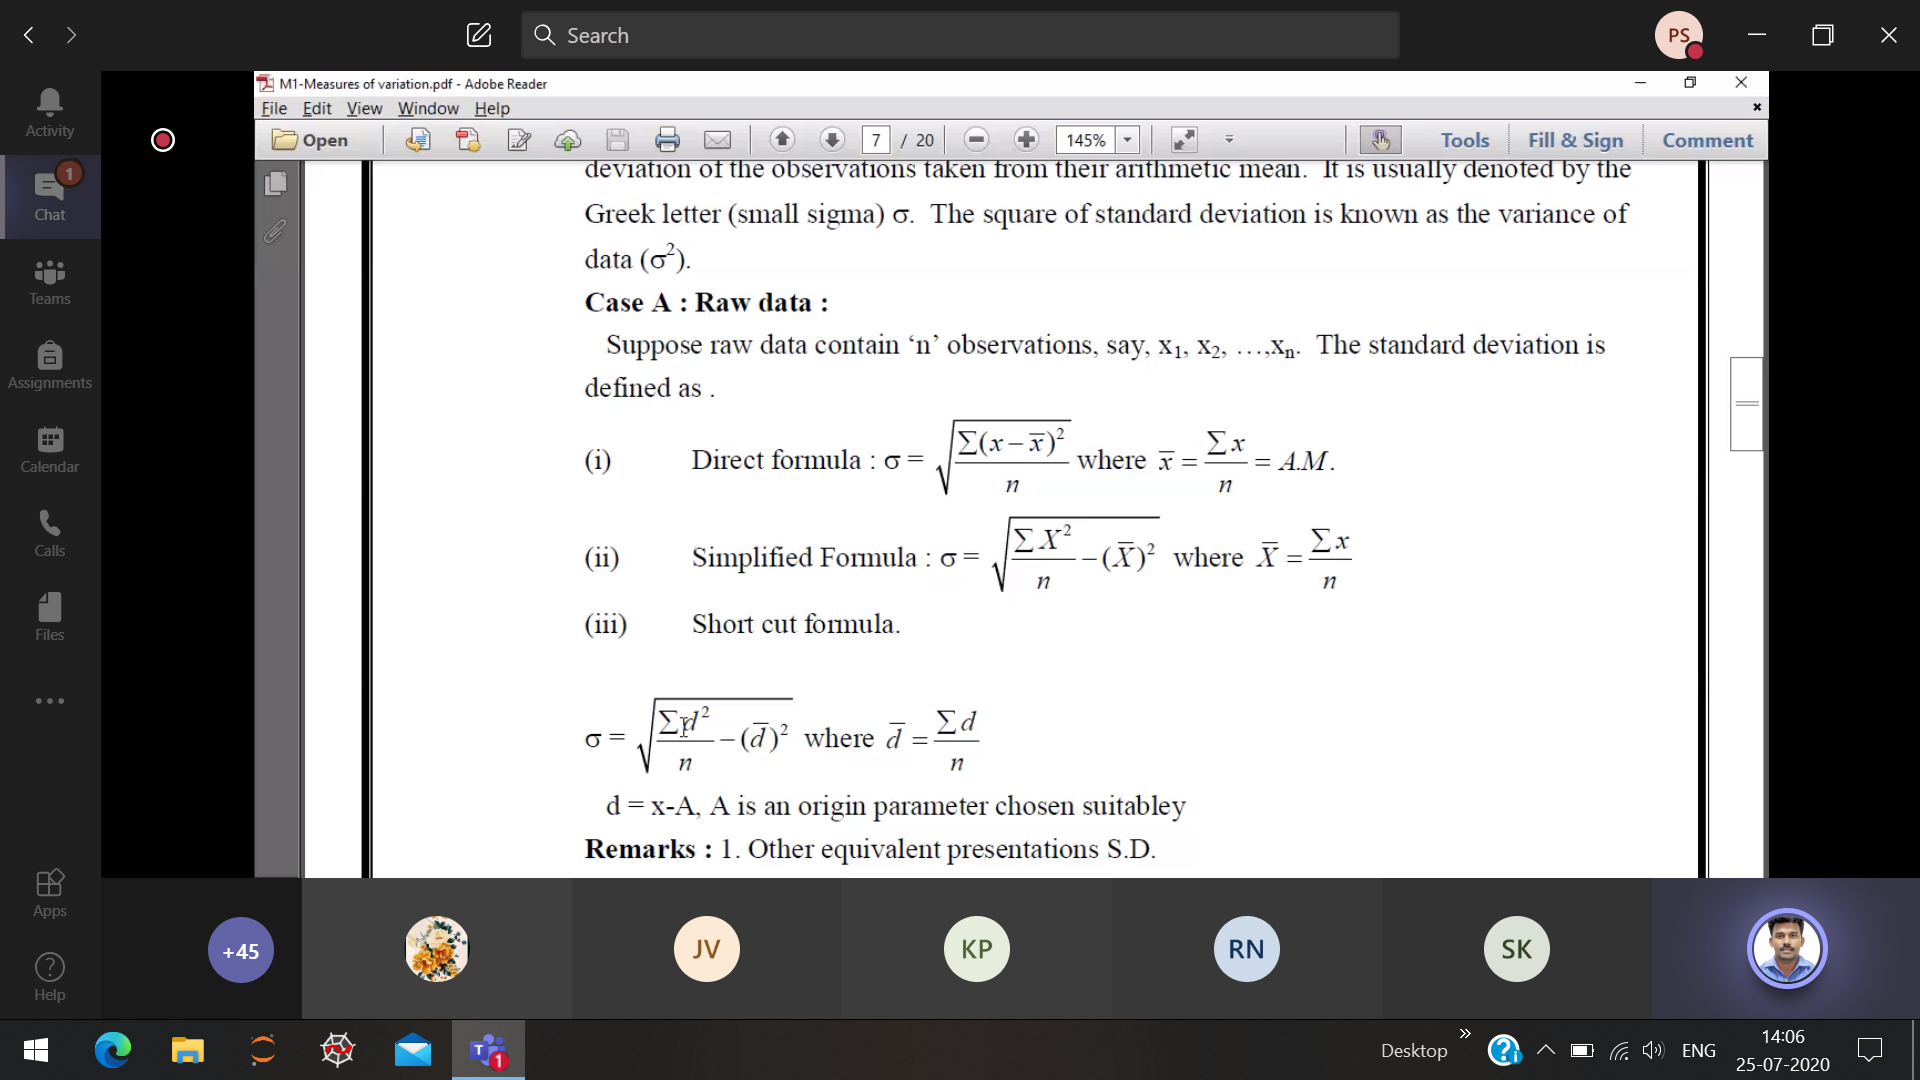 Search
PS
M1-Measures of variation.pdf - Adobe Reader
File Edit View Window Help
Open 7 / 20 145% Tools Fill & Sign Comment
Activity
1
Chat
Teams
Assignments
Calendar
Calls
Files
Apps
Help
deviation of the observations taken from their arithmetic mean. It is usually denoted by the
Greek letter (small sigma) σ. The square of standard deviation is known as the variance of
data (σ²).
Case A : Raw data :
Suppose raw data contain ‘n’ observations, say, x₁, x₂, …,xₙ. The standard deviation is
defined as .
(i) Direct formula : σ = √(∑(x – x̅)² / n) where x̅ = ∑x / n = A.M.
(ii) Simplified Formula : σ = √(∑X² / n – (X̅)²) where X̅ = ∑x / n
(iii) Short cut formula.
σ = √(∑d² / n – (d̅)²) where d̅ = ∑d / n
d = x-A, A is an origin parameter chosen suitabley
Remarks : 1. Other equivalent presentations S.D.
+45 JV KP RN SK
T 1
Desktop » ENG 14:06
25-07-2020